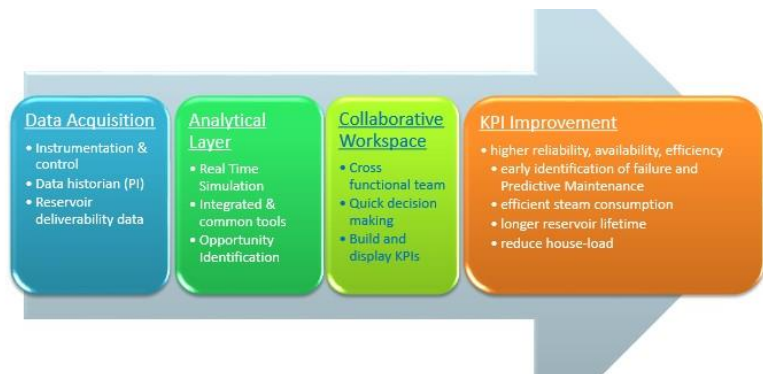 Data Acquisition
• Instrumentation &
control
• Data historian (PI)
• Reservoir
deliverability data
Analytical
Layer
• Real Time
Simulation
• Integrated &
common tools
• Opportunity
Identification
Collaborative
Workspace
• Cross
functional team
• Quick decision
making
• Build and
display KPIs
KPI Improvement
• higher reliability, availability, efficiency
• early identification of failure and
Predictive Maintenance
• efficient steam consumption
• longer reservoir lifetime
• reduce house-load